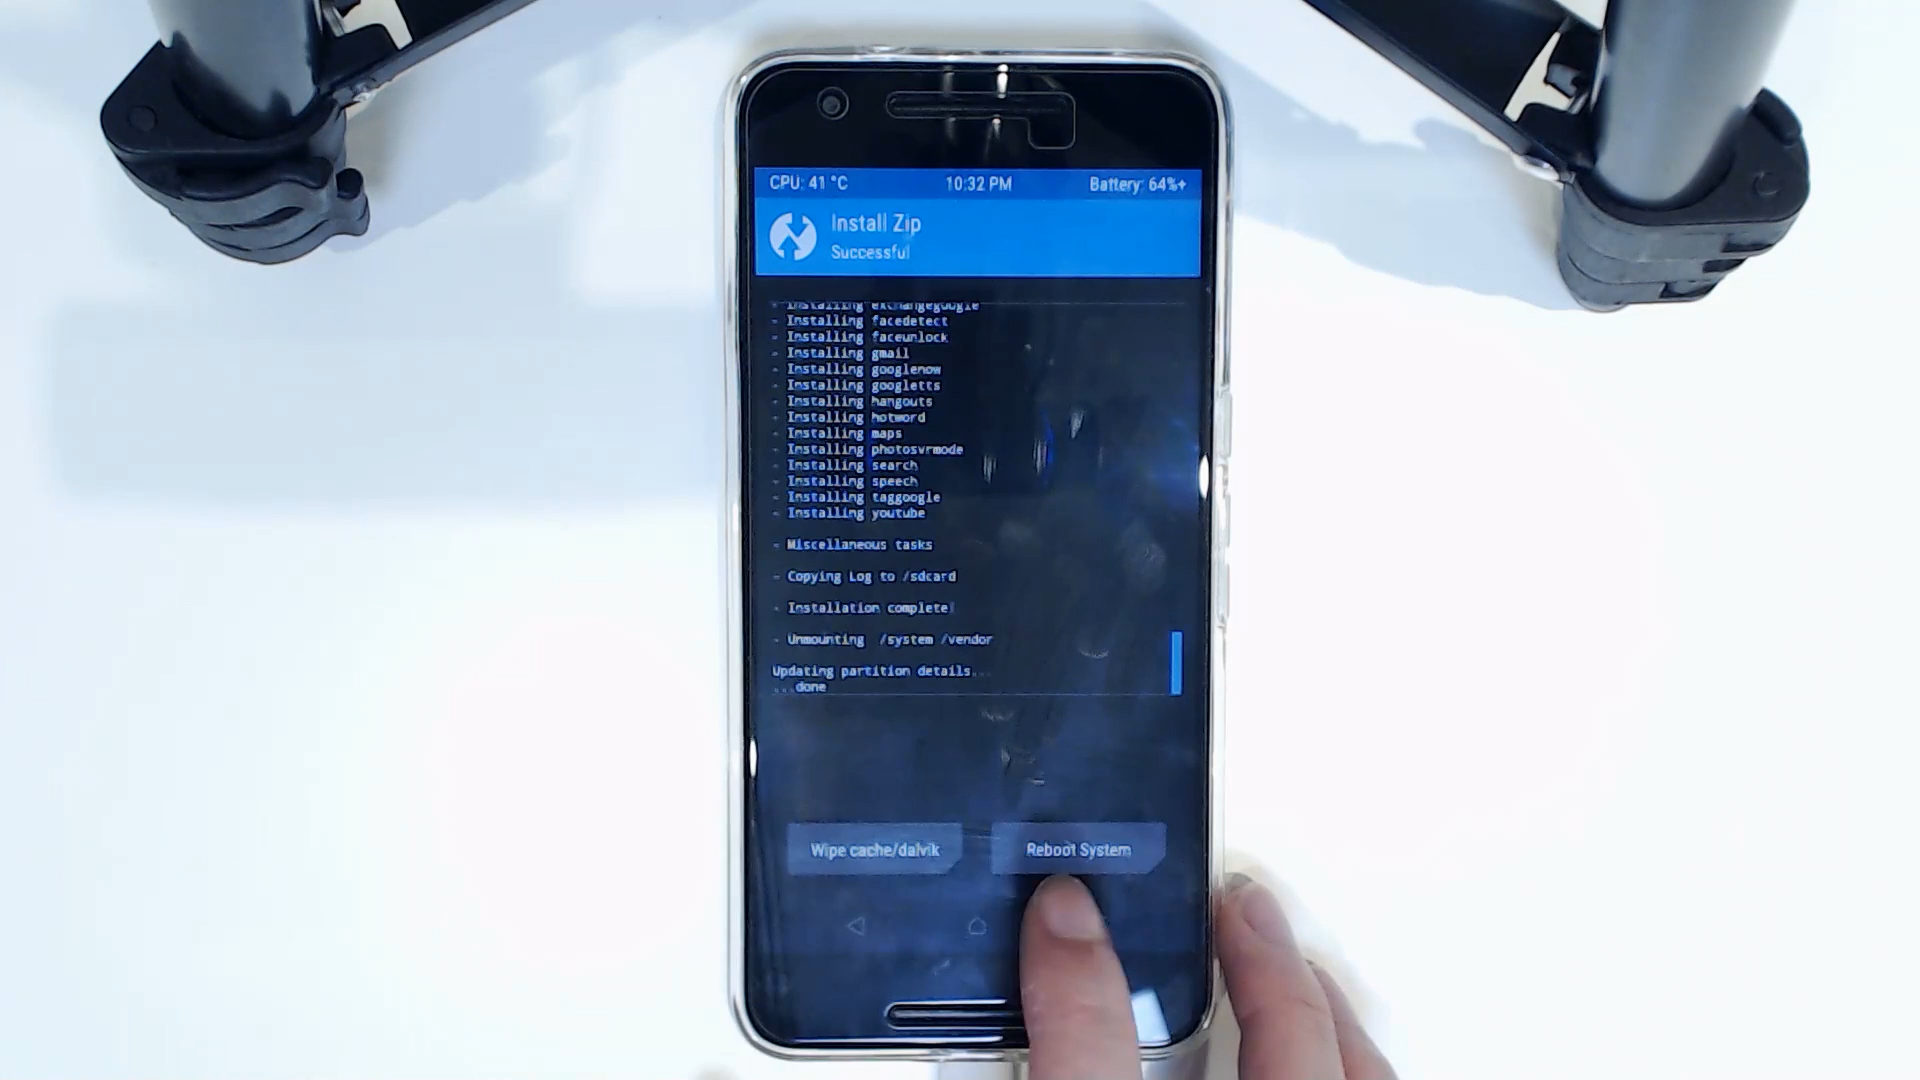 CPU: 41 °C 10:32 PM Battery: 64%+
Install Zip
Successful
- Installing exchangegoogle
- Installing facedetect
- Installing faceunlock
- Installing gmail
- Installing googlenow
- Installing googletts
- Installing hangouts
- Installing hotword
- Installing maps
- Installing photosvrmode
- Installing search
- Installing speech
- Installing taggoogle
- Installing youtube
- Miscellaneous tasks
- Copying Log to /sdcard
- Installation complete!
- Unmounting /system /vendor
Updating partition details...
...done
Wipe cache/dalvik Reboot System